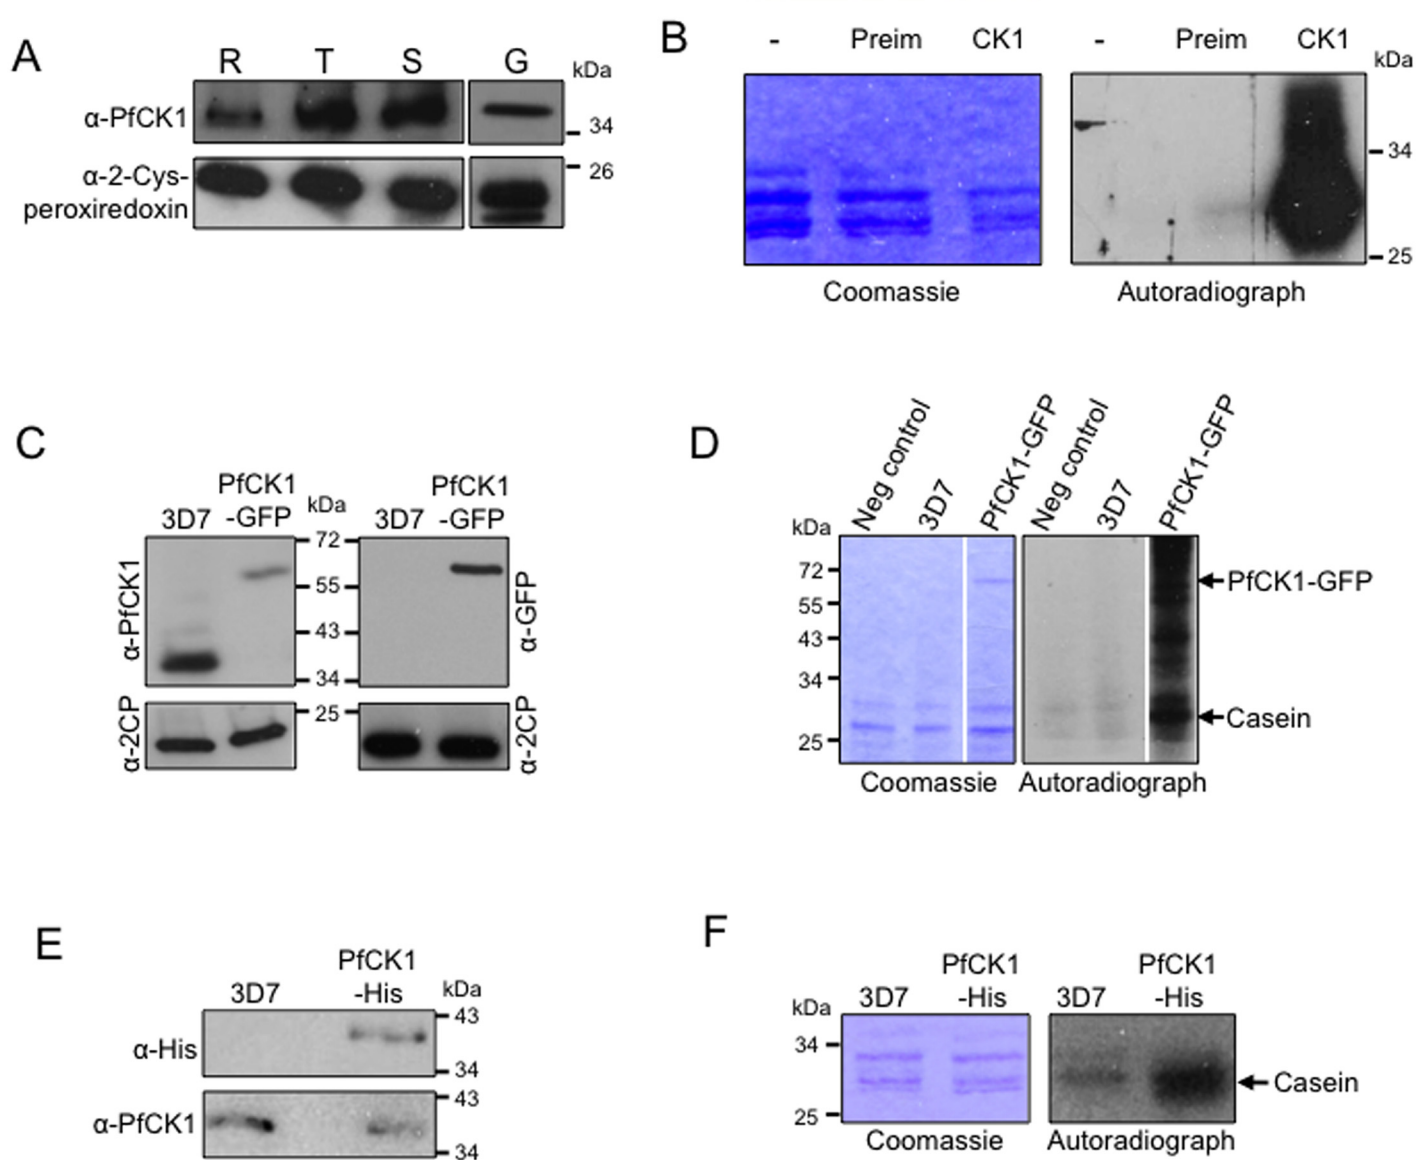 A
R T S G
kDa
α-PfCK1
34
α-2-Cys-
peroxiredoxin
26
B
- Preim CK1 - Preim CK1
kDa
34
25
Coomassie Autoradiograph
C
PfCK1 PfCK1
3D7 -GFP kDa 3D7 -GFP
α-PfCK1
72
55
43
34
α-GFP
α-2CP
25
α-2CP
D
Neg control 3D7 PfCK1-GFP Neg control 3D7 PfCK1-GFP
kDa
72
55
43
34
25
PfCK1-GFP
Casein
Coomassie Autoradiograph
E
PfCK1
3D7 -His kDa
α-His
43
34
α-PfCK1
43
34
F
PfCK1 PfCK1
kDa 3D7 -His 3D7 -His
34
25
Casein
Coomassie Autoradiograph